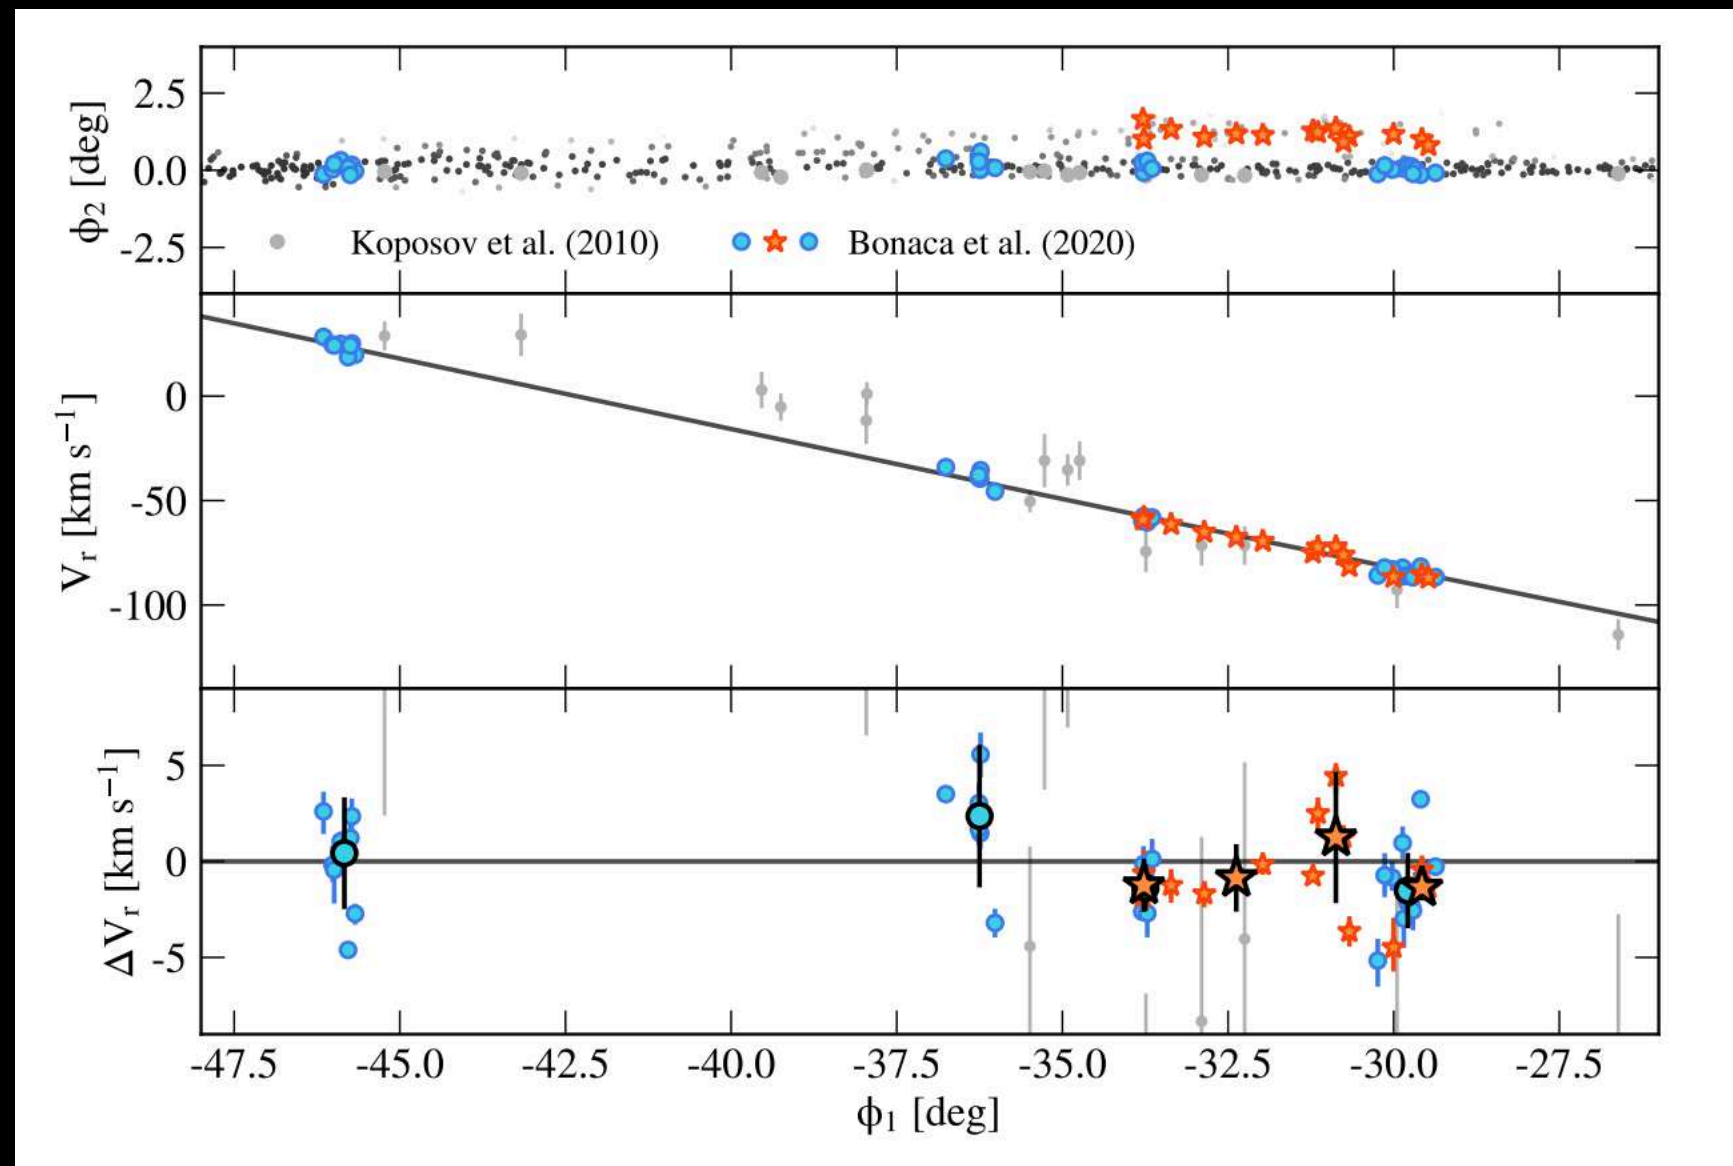 2.5
0.0
-2.5
ϕ₂ [deg]
Koposov et al. (2010)
Bonaca et al. (2020)
0
-50
-100
Vᵣ [km s⁻¹]
5
0
-5
ΔVᵣ [km s⁻¹]
-47.5 -45.0 -42.5 -40.0 -37.5 -35.0 -32.5 -30.0 -27.5
ϕ₁ [deg]